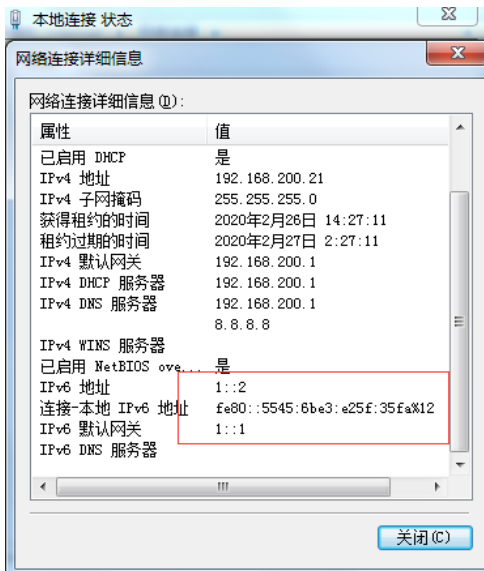 本地连接 状态
网络连接详细信息
网络连接详细信息(D):
属性 值
已启用 DHCP 是
IPv4 地址 192.168.200.21
IPv4 子网掩码 255.255.255.0
获得租约的时间 2020年2月26日 14:27:11
租约过期的时间 2020年2月27日 2:27:11
IPv4 默认网关 192.168.200.1
IPv4 DHCP 服务器 192.168.200.1
IPv4 DNS 服务器 192.168.200.1
8.8.8.8
IPv4 WINS 服务器
已启用 NetBIOS ove... 是
IPv6 地址 1::2
连接-本地 IPv6 地址 fe80::5545:6be3:e25f:35fa%12
IPv6 默认网关 1::1
IPv6 DNS 服务器
关闭(C)